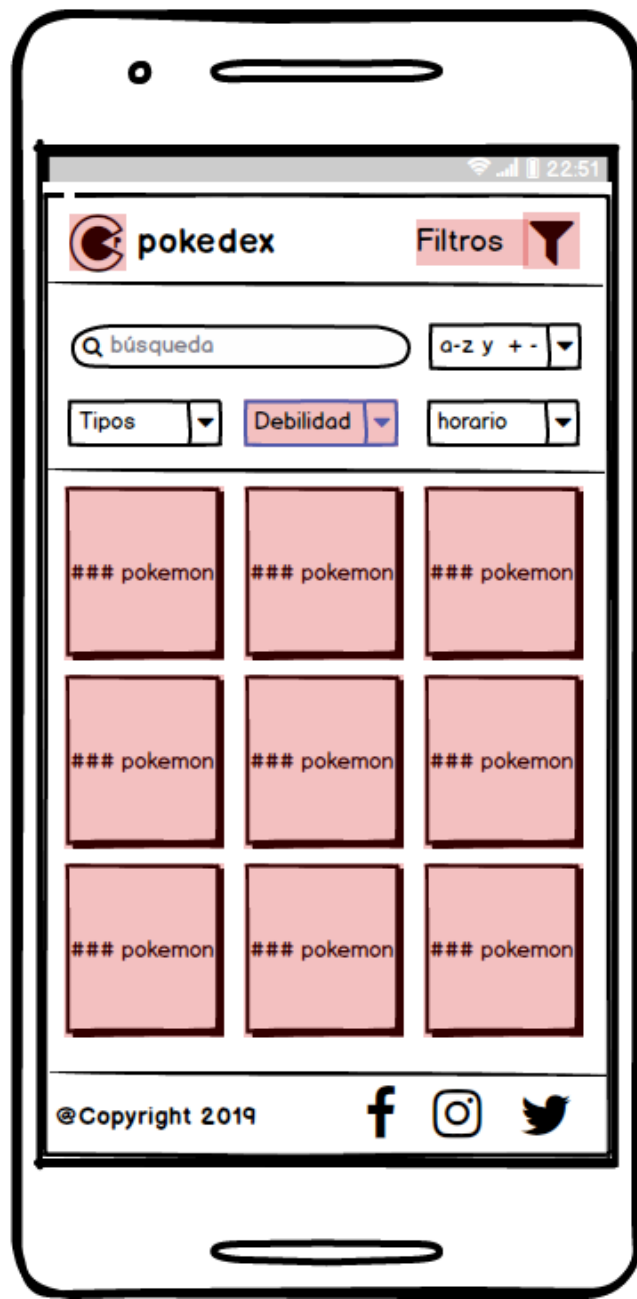 22:51
pokedex
Filtros
búsqueda
a-z y + -
Tipos
Debilidad
horario
### pokemon
### pokemon
### pokemon
### pokemon
### pokemon
### pokemon
### pokemon
### pokemon
### pokemon
@Copyright 2019